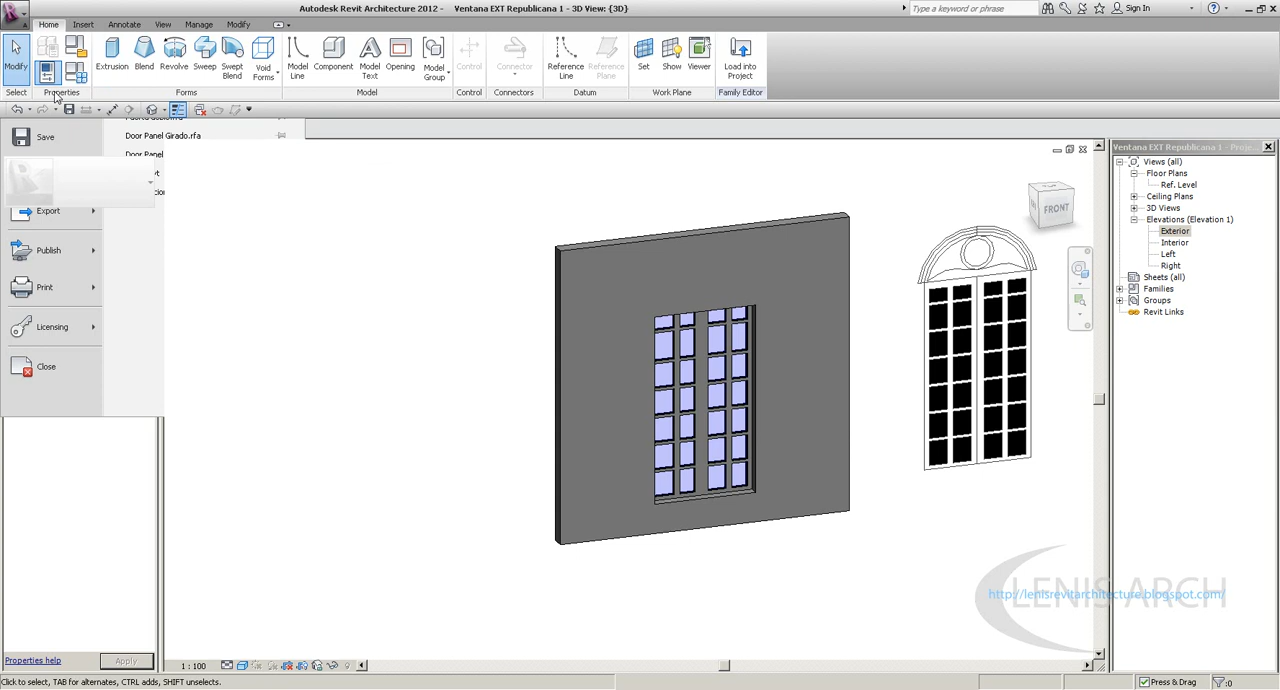 Autodesk Revit Architecture 2012 - Ventana EXT Republicana 1 - 3D View: {3D}
Type a keyword or phrase
Sign In
Home Insert Annotate View Manage Modify
Modify
Extrusion Blend Revolve Sweep Swept Blend Void Forms
Model Line Component Model Text Opening Model Group
Control Connector Reference Line Reference Plane Set Show Viewer Load into Project
Select Properties Forms Model Control Connectors Datum Work Plane Family Editor
Save
Door Panel Girado.rfa
Door Panel
Export
Publish
Print
Licensing
Close
FRONT
Ventana EXT Republicana 1 - Proje...
Views (all)
Floor Plans
Ref. Level
Ceiling Plans
3D Views
Elevations (Elevation 1)
Exterior
Interior
Left
Right
Sheets (all)
Families
Groups
Revit Links
LENIS ARCH
http://lenisrevitarchitecture.blogspot.com/
Properties help
Apply
1 : 100
Click to select, TAB for alternates, CTRL adds, SHIFT unselects.
Press & Drag
:0